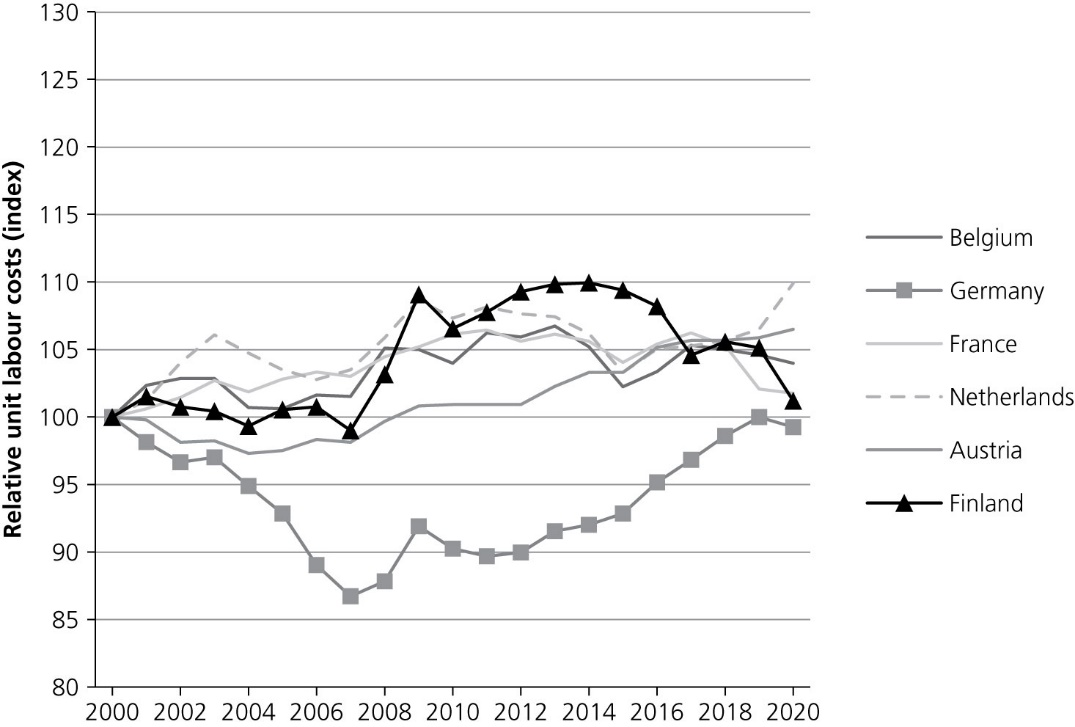 Relative unit labour costs (index)
130
125
120
115
110
105
100
95
90
85
80
2000 2002 2004 2006 2008 2010 2012 2014 2016 2018 2020
Belgium
Germany
France
Netherlands
Austria
Finland